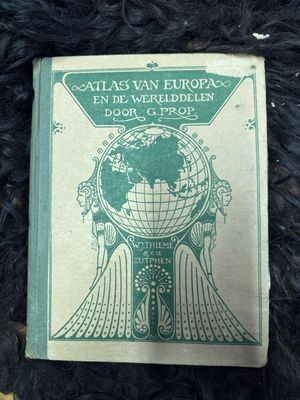 ATLAS VAN EUROPA
EN DE WERELDDELEN
DOOR G. PROP
W.J. THIEME
& CIE
ZUTPHEN